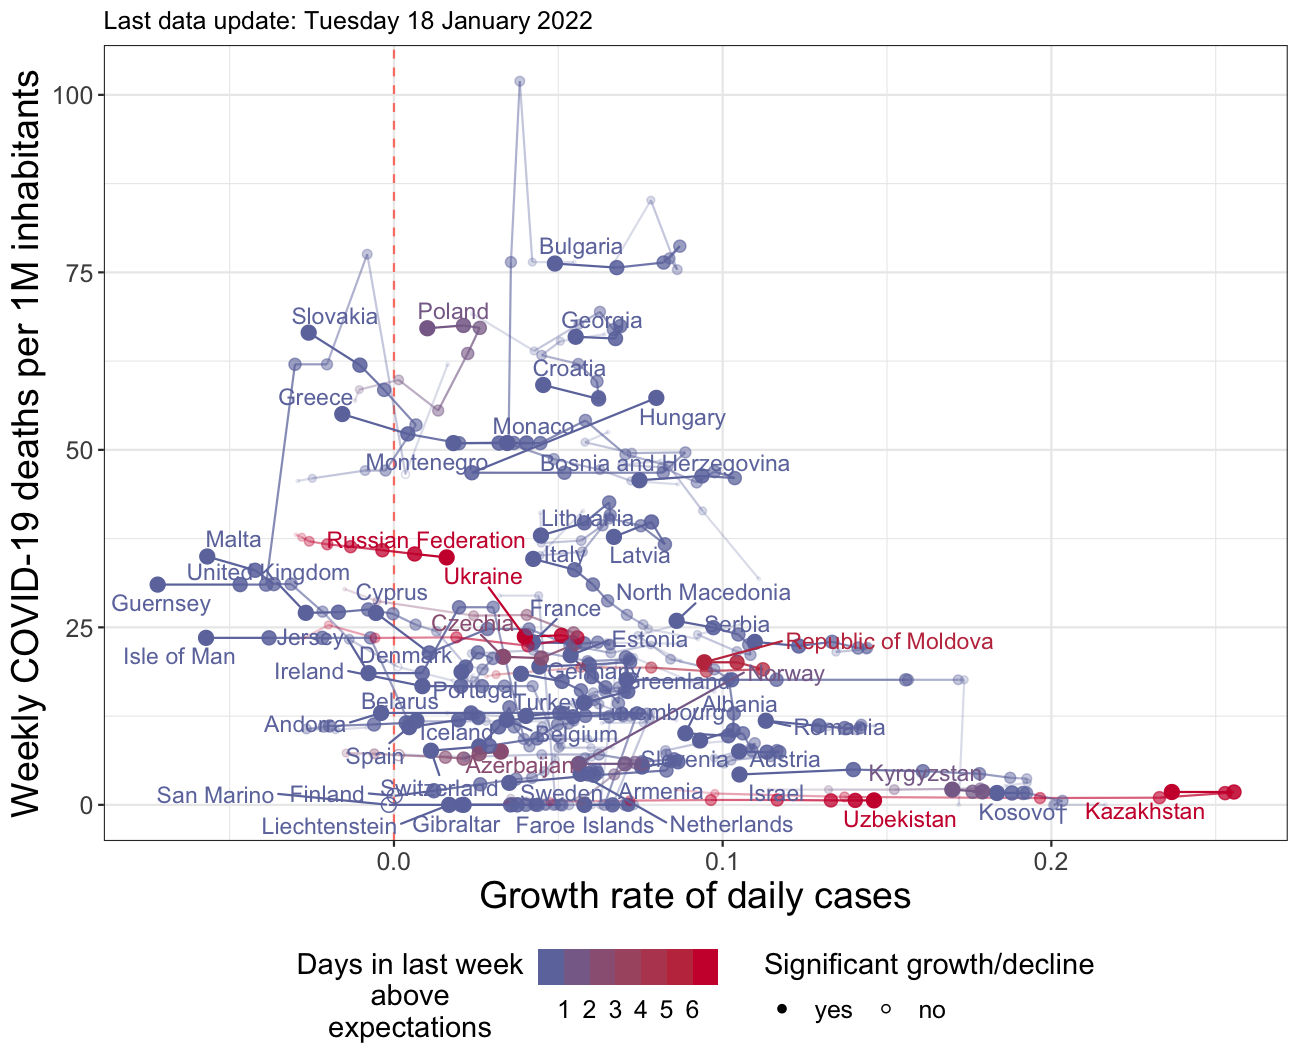 Last data update: Tuesday 18 January 2022
Weekly COVID-19 deaths per 1M inhabitants
100
75
50
25
0
Bulgaria
Slovakia
Poland
Georgia
Croatia
Greece
Monaco
Hungary
Montenegro
Bosnia and Herzegovina
Lithuania
Malta
Russian Federation
Italy
Latvia
United Kingdom
Ukraine
Guernsey
Cyprus
North Macedonia
France
Czechia
Serbia
Jersey
Estonia
Republic of Moldova
Isle of Man
Denmark
Ireland
Germany
Norway
Greenland
Portugal
Belarus
Turkey
Albania
Andorra
Iceland
Belgium
Romania
Spain
Azerbaijan
Slovenia
Austria
Kyrgyzstan
San Marino
Finland
Switzerland
Sweden
Armenia
Israel
Kosovo†
Kazakhstan
Liechtenstein
Gibraltar
Faroe Islands
Netherlands
Uzbekistan
0.0
0.1
0.2
Growth rate of daily cases
Days in last week
above
expectations
1 2 3 4 5 6
Significant growth/decline
yes
no